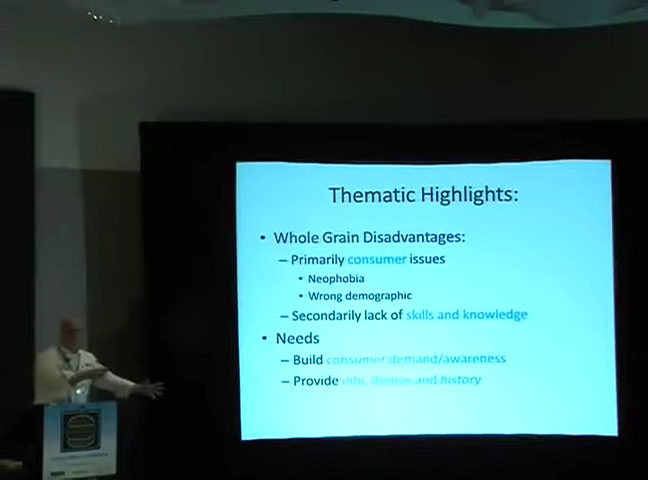 Thematic Highlights:
• Whole Grain Disadvantages:
– Primarily consumer issues
• Neophobia
• Wrong demographic
– Secondarily lack of skills and knowledge
• Needs
– Build consumer demand/awareness
– Provide info, demos and history